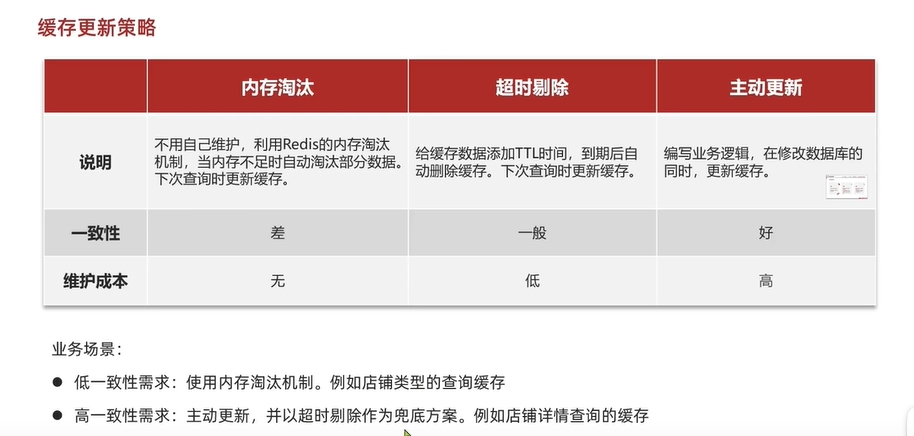 缓存更新策略
内存淘汰 超时剔除 主动更新
说明
不用自己维护，利用Redis的内存淘汰
机制，当内存不足时自动淘汰部分数据。
下次查询时更新缓存。
给缓存数据添加TTL时间，到期后自
动删除缓存。下次查询时更新缓存。
编写业务逻辑，在修改数据库的
同时，更新缓存。
一致性 差 一般 好
维护成本 无 低 高
业务场景：
● 低一致性需求：使用内存淘汰机制。例如店铺类型的查询缓存
● 高一致性需求：主动更新，并以超时剔除作为兜底方案。例如店铺详情查询的缓存